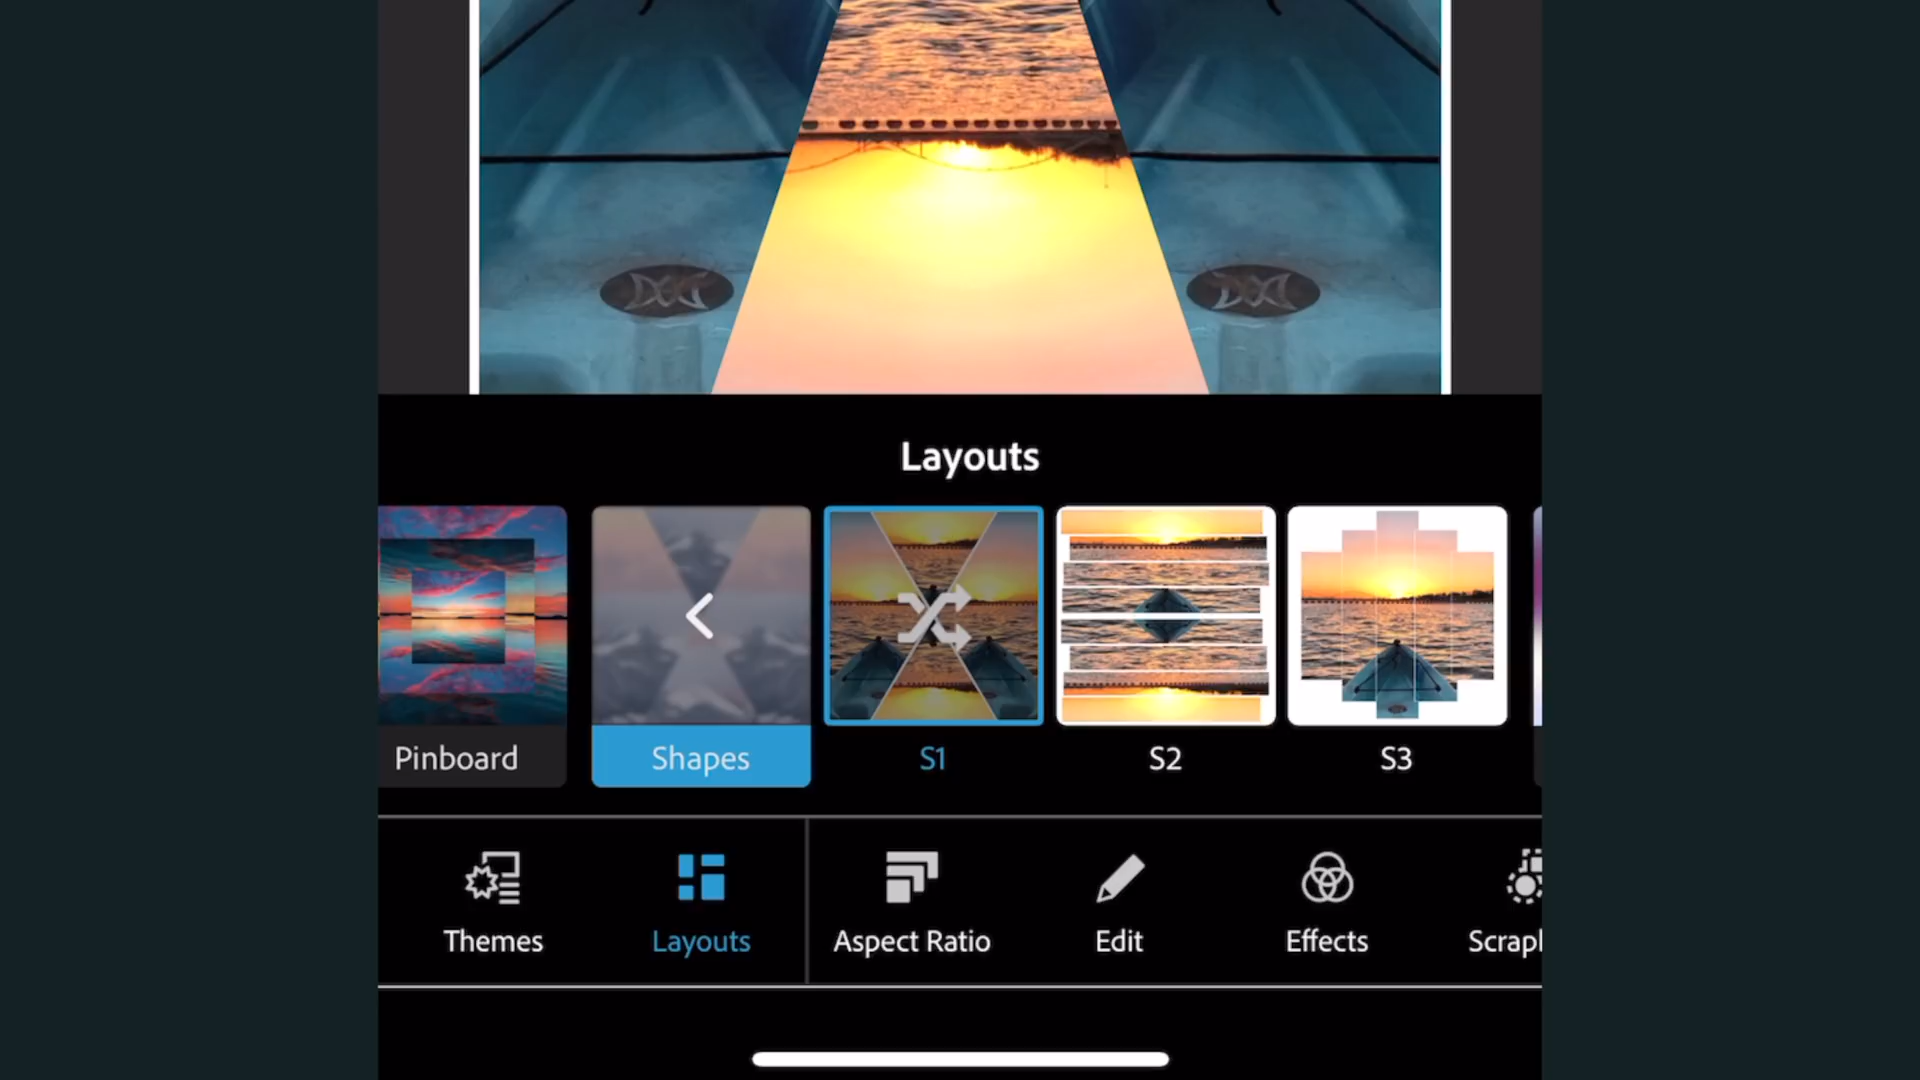 Layouts
Pinboard
Shapes
S1
S2
S3
Themes
Layouts
Aspect Ratio
Edit
Effects